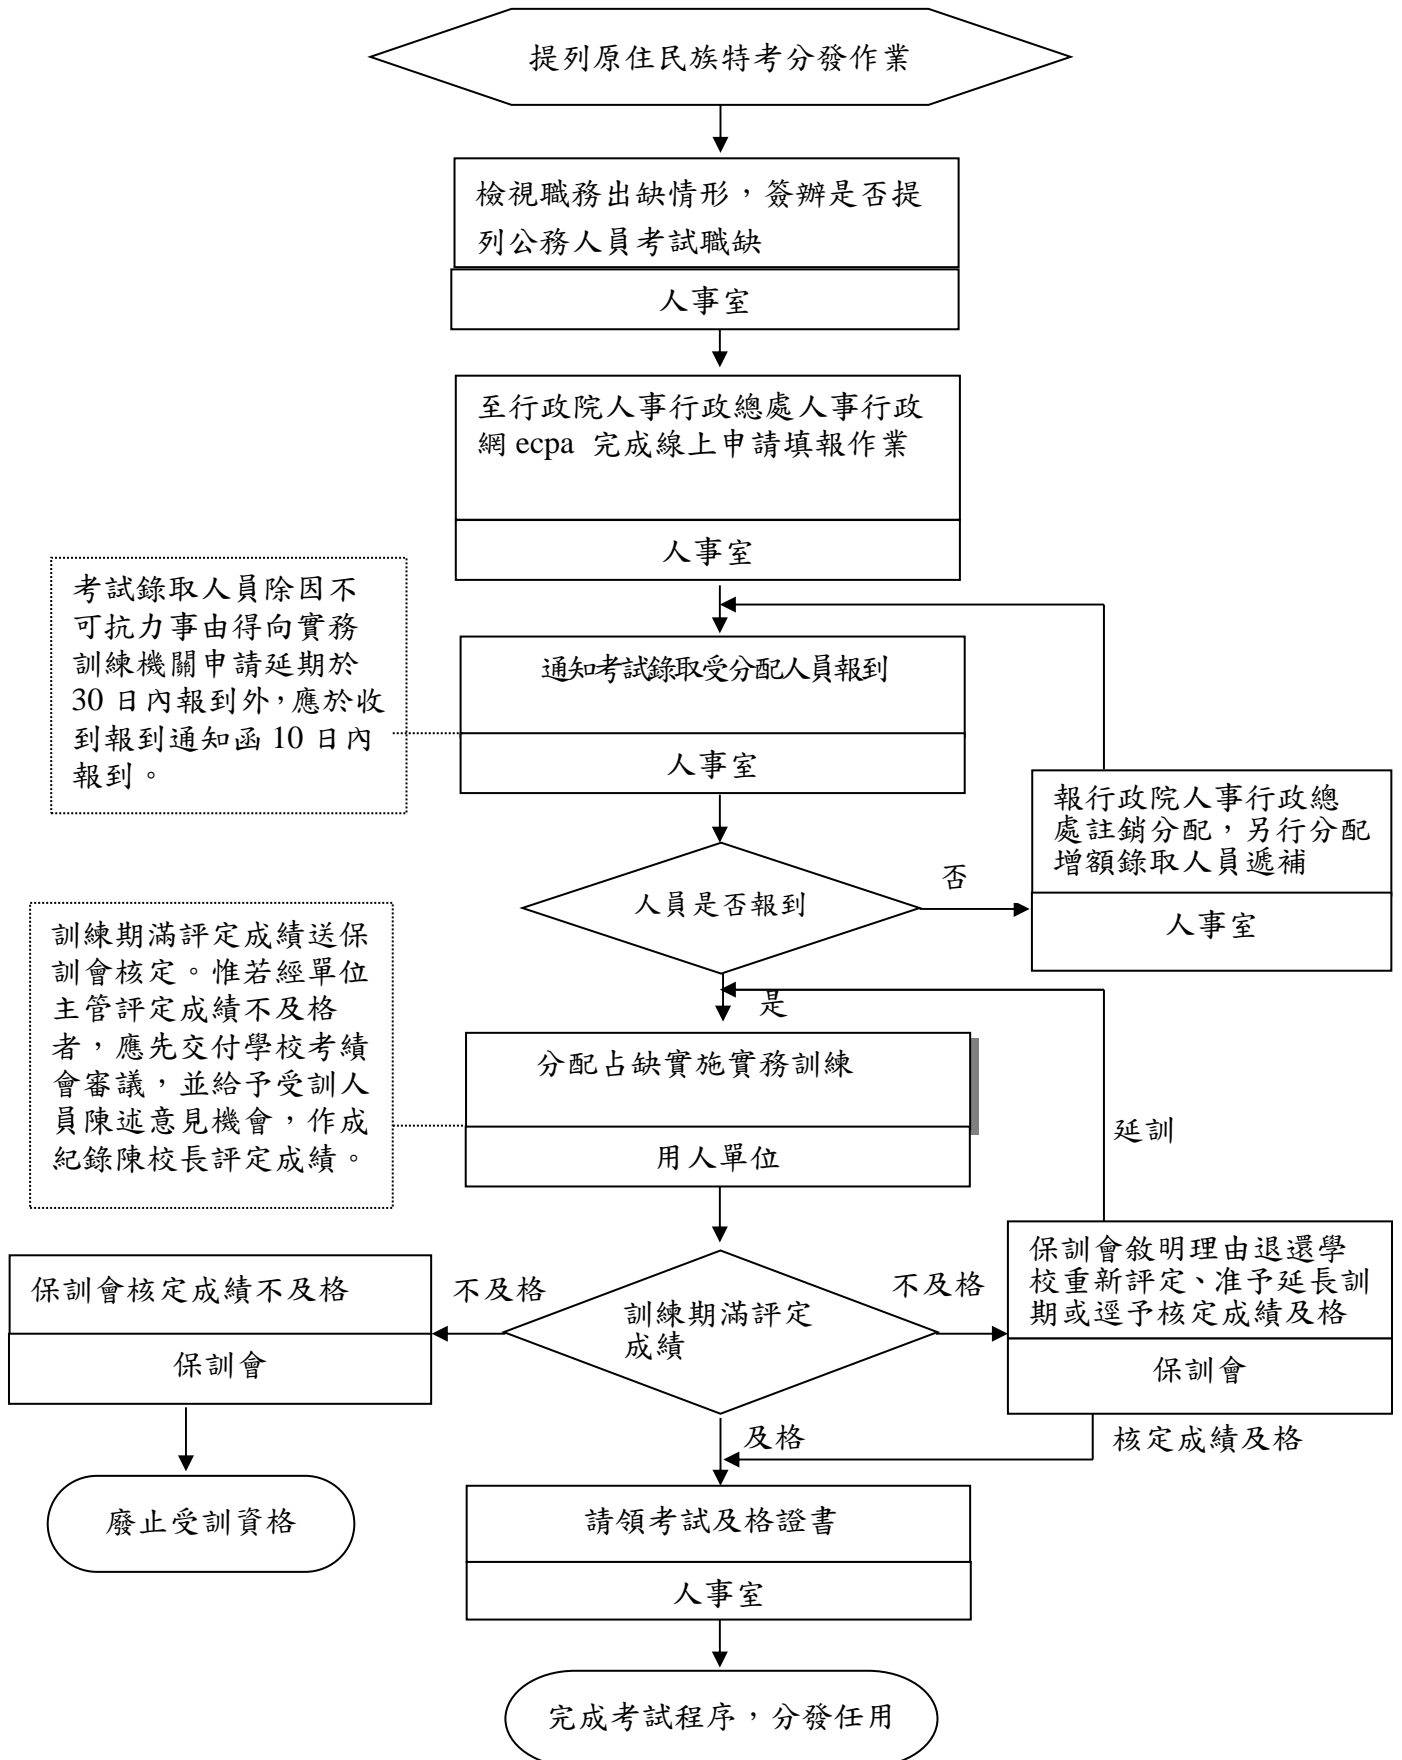 提列原住民族特考分發作業
檢視職務出缺情形，簽辦是否提
列公務人員考試職缺
人事室
至行政院人事行政總處人事行政
網 ecpa 完成線上申請填報作業
人事室
考試錄取人員除因不
可抗力事由得向實務
訓練機關申請延期於
30 日內報到外，應於收
到報到通知函 10 日內
報到。
通知考試錄取受分配人員報到
人事室
報行政院人事行政總
處註銷分配，另行分配
增額錄取人員遞補
人事室
人員是否報到
否
是
訓練期滿評定成績送保
訓會核定。惟若經單位
主管評定成績不及格
者，應先交付學校考績
會審議，並給予受訓人
員陳述意見機會，作成
紀錄陳校長評定成績。
分配占缺實施實務訓練
用人單位
延訓
保訓會核定成績不及格
保訓會
不及格
訓練期滿評定
成績
不及格
保訓會敘明理由退還學
校重新評定、准予延長訓
期或逕予核定成績及格
保訓會
及格
核定成績及格
廢止受訓資格
請領考試及格證書
人事室
完成考試程序，分發任用